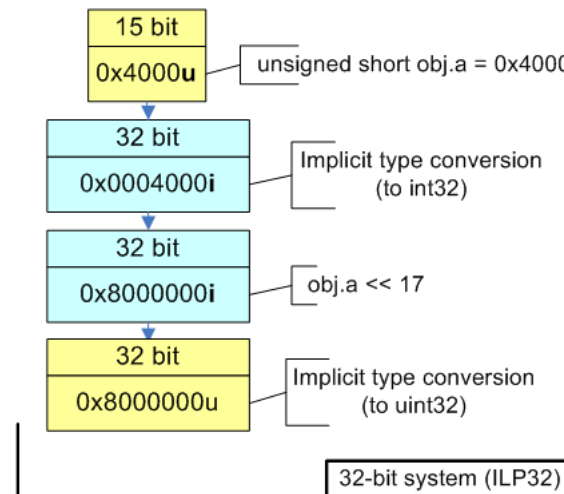 15 bit
0x4000u
unsigned short obj.a = 0x4000
32 bit
0x0004000i
Implicit type conversion
(to int32)
32 bit
0x8000000i
obj.a << 17
32 bit
0x8000000u
Implicit type conversion
(to uint32)
32-bit system (ILP32)